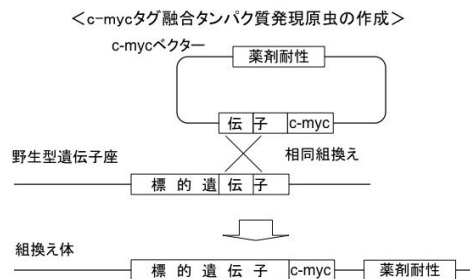 ＜c-mycタグ融合タンパク質発現原虫の作成＞
c-mycベクター
薬剤耐性
伝 子 c-myc
野生型遺伝子座
相同組換え
標 的 遺 伝 子
組換え体
標 的 遺 伝 子 c-myc 薬剤耐性